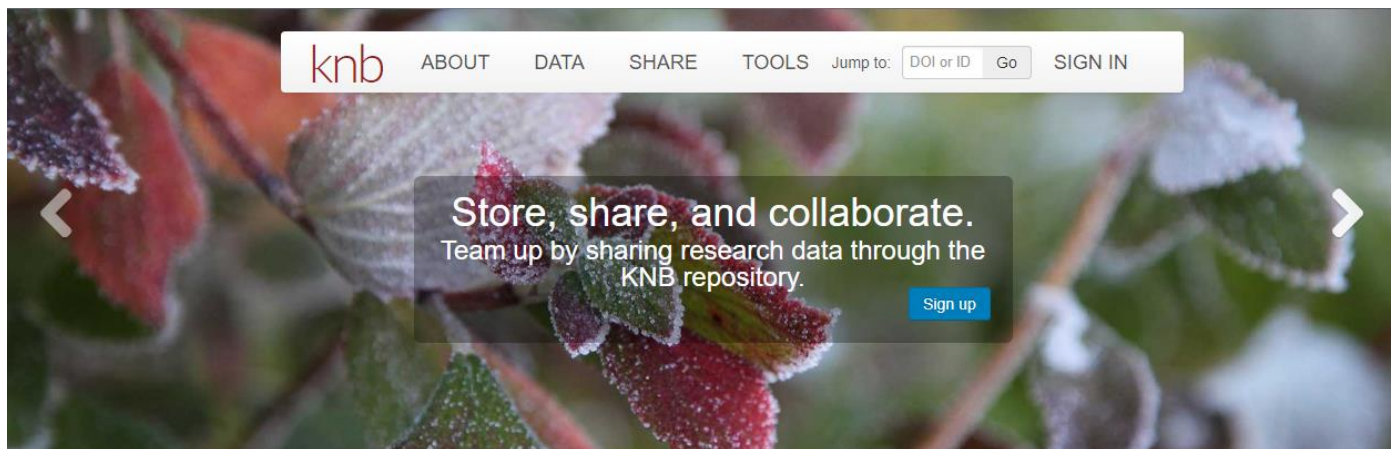 knb ABOUT DATA SHARE TOOLS Jump to: DOI or ID Go SIGN IN
Store, share, and collaborate.
Team up by sharing research data through the
KNB repository.
Sign up